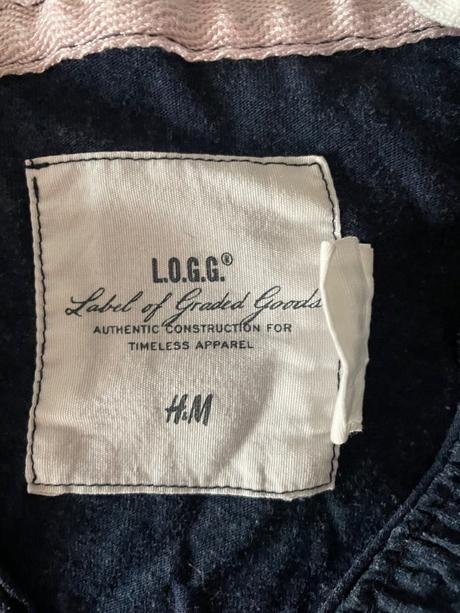 L.O.G.G.®
Label of Graded Goods
AUTHENTIC CONSTRUCTION FOR
TIMELESS APPAREL
H&M